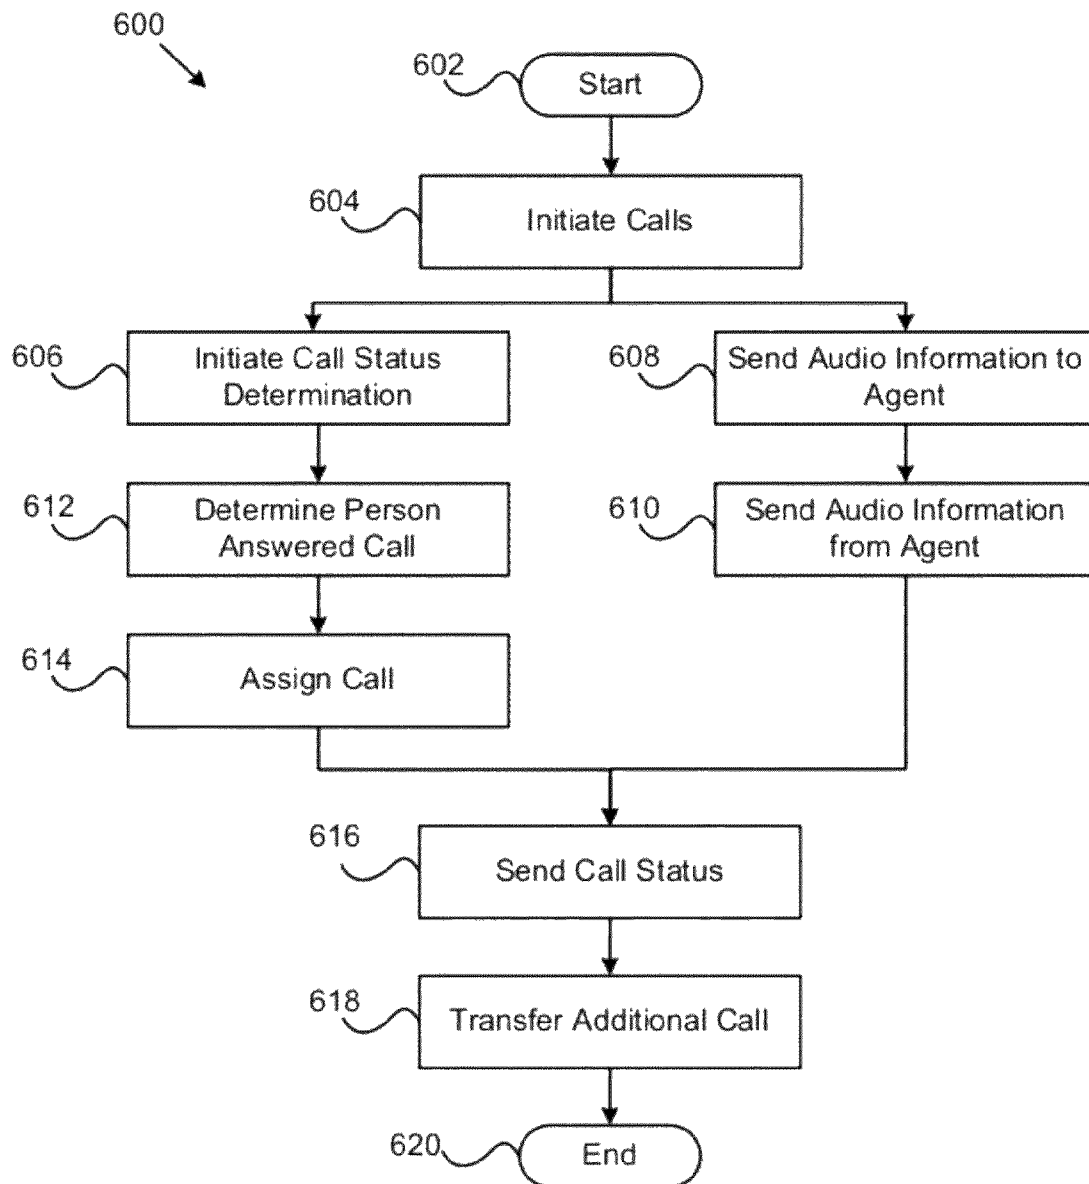 600
602
Start
604
Initiate Calls
606
Initiate Call Status
Determination
608
Send Audio Information to
Agent
612
Determine Person
Answered Call
610
Send Audio Information
from Agent
614
Assign Call
616
Send Call Status
618
Transfer Additional Call
620
End